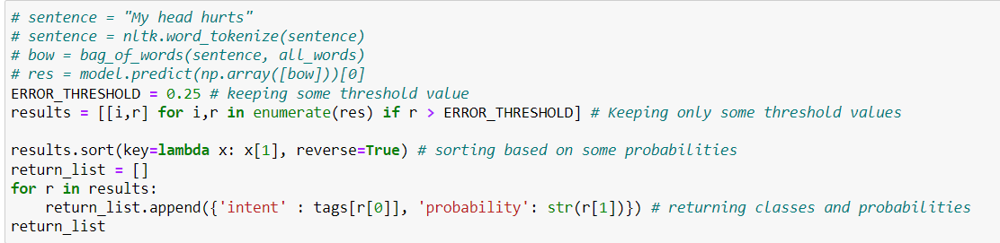 # sentence = "My head hurts"
# sentence = nltk.word_tokenize(sentence)
# bow = bag_of_words(sentence, all_words)
# res = model.predict(np.array([bow]))[0]
ERROR_THRESHOLD = 0.25 # keeping some threshold value
results = [[i,r] for i,r in enumerate(res) if r > ERROR_THRESHOLD] # Keeping only some threshold values

results.sort(key=lambda x: x[1], reverse=True) # sorting based on some probabilities
return_list = []
for r in results:
    return_list.append({'intent' : tags[r[0]], 'probability': str(r[1])}) # returning classes and probabilities
return_list